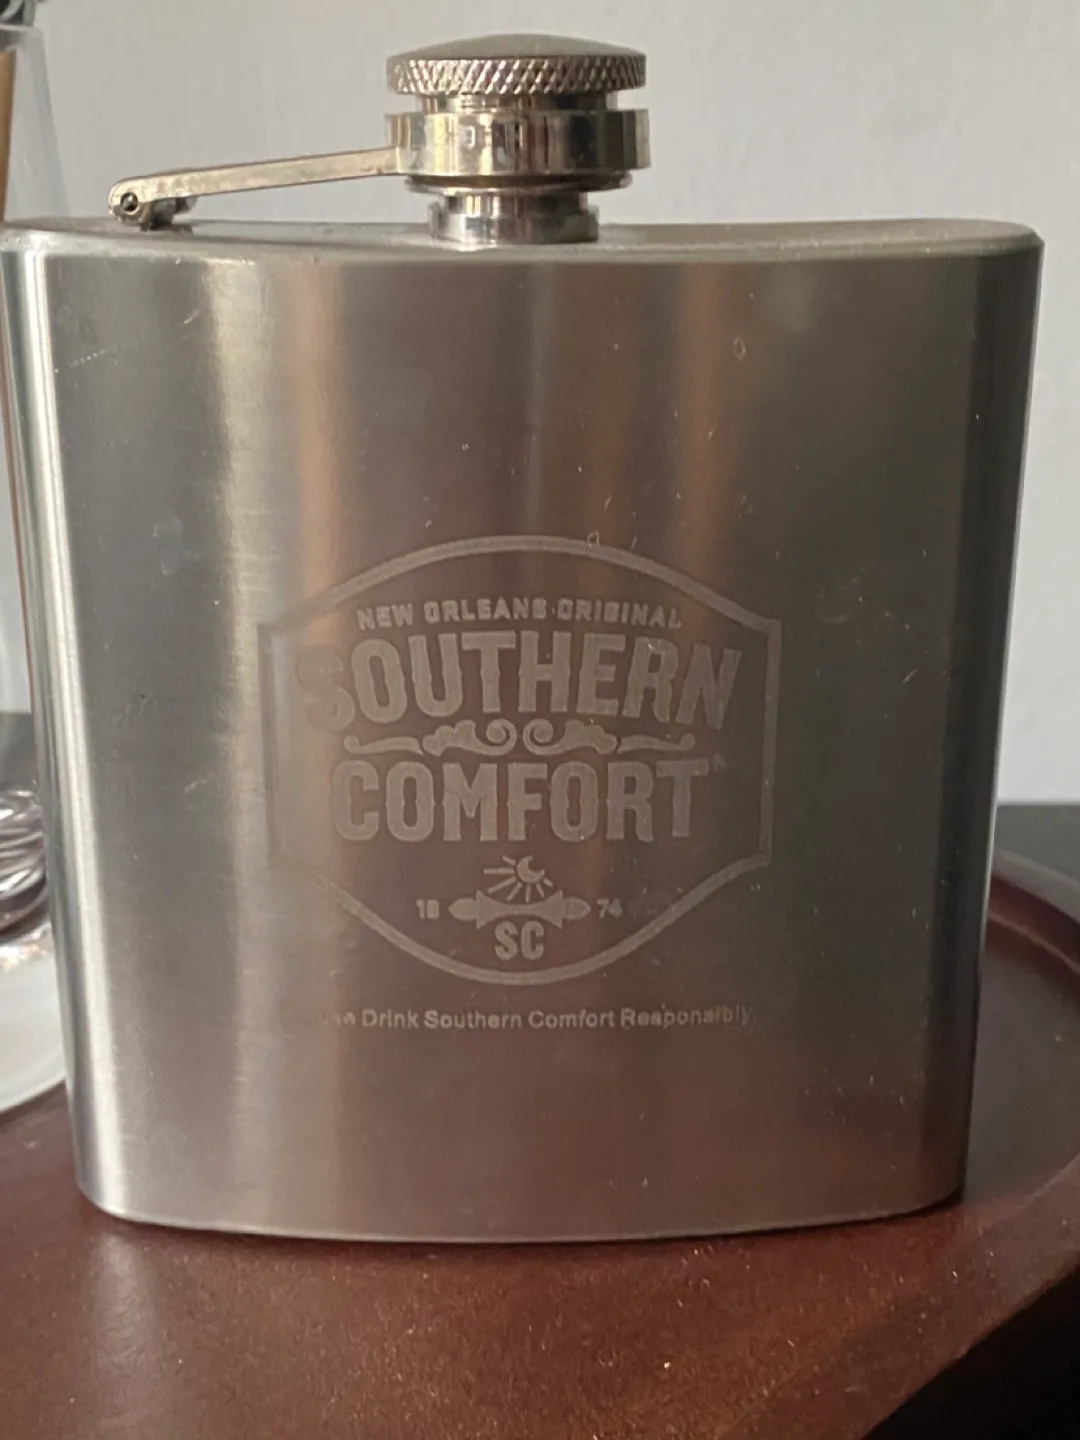 NEW ORLEANS·ORIGINAL
SOUTHERN
COMFORT
18 74
SC
Drink Southern Comfort Responsibly.